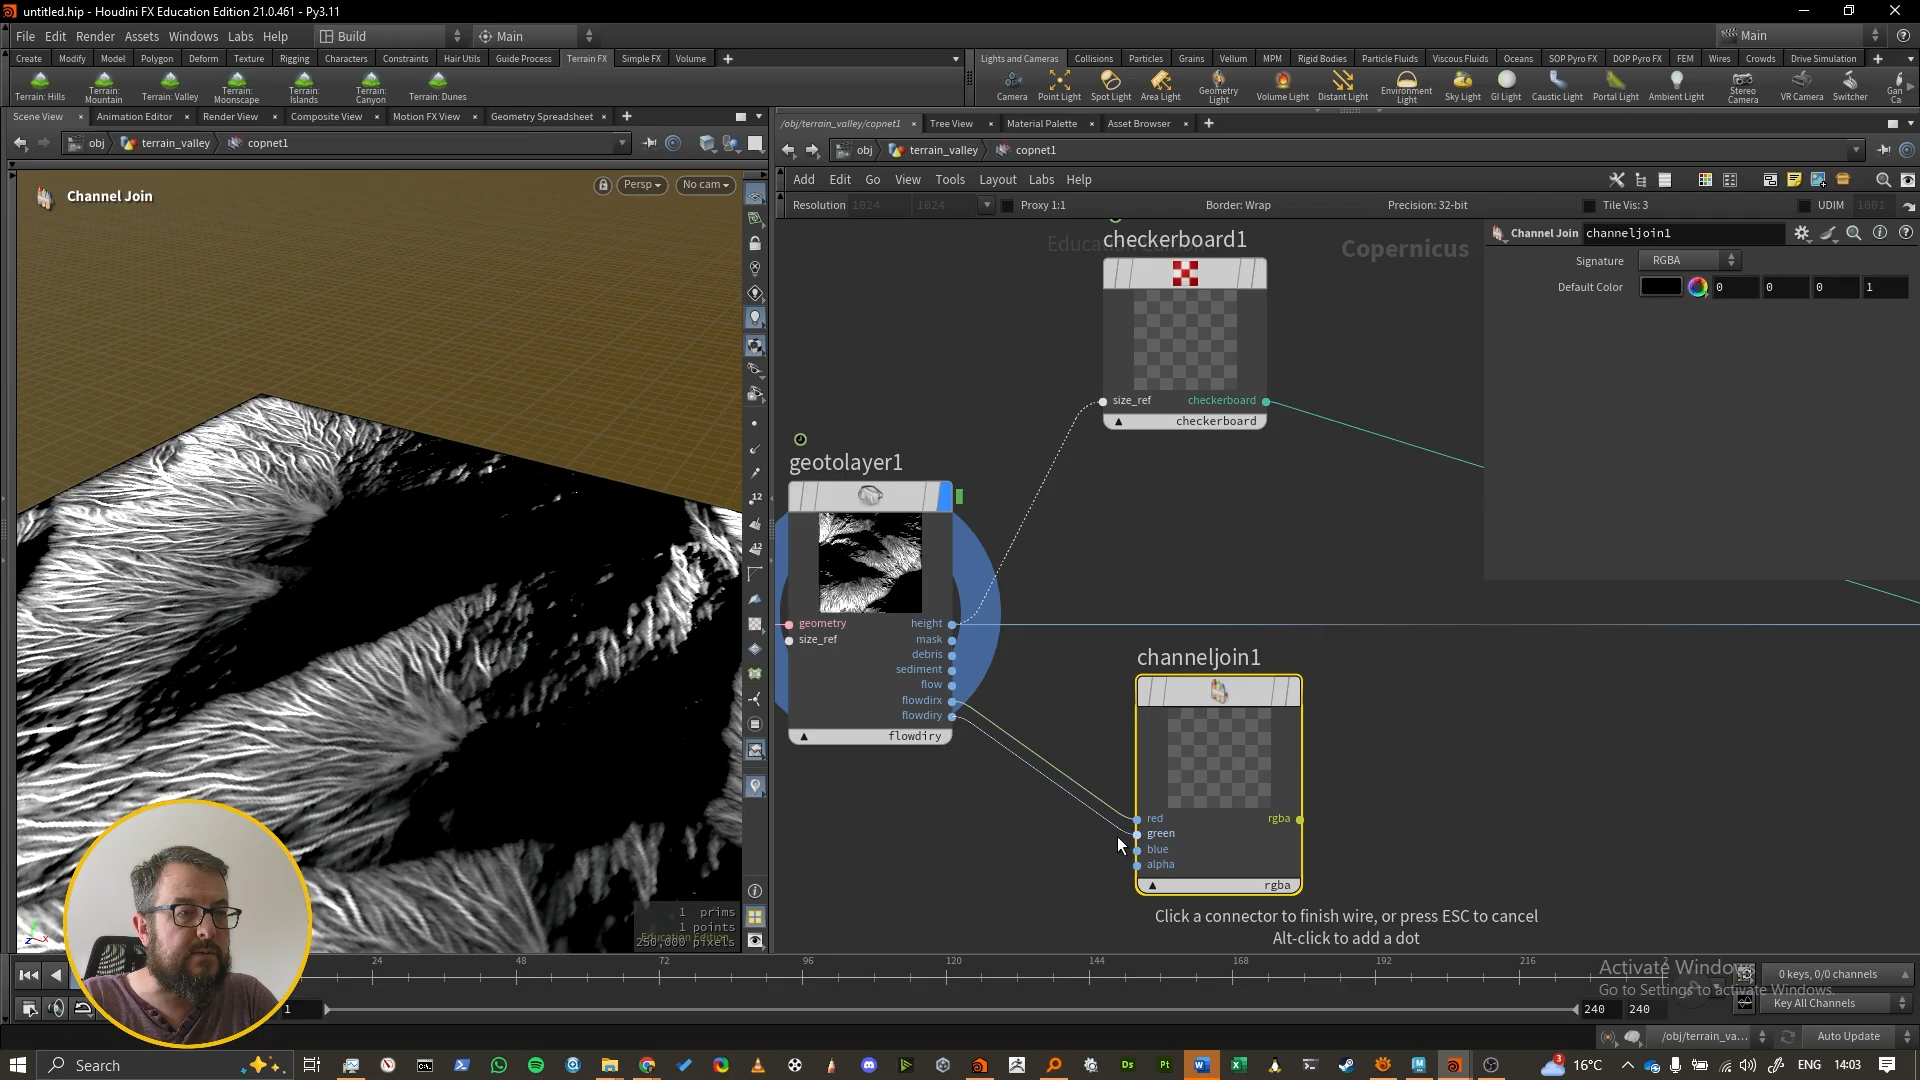 untitled.hip - Houdini FX Education Edition 21.0.461 - Py3.11
File Edit Render Assets Windows Labs Help Build Main Main
Create Modify Model Polygon Deform Texture Rigging Characters Constraints Hair Utils Guide Process Terrain FX Simple FX Volume
Lights and Cameras Collisions Particles Grains Vellum MPM Rigid Bodies Particle Fluids Viscous Fluids Oceans SOP Pyro FX DOP Pyro FX FEM Wires Crowds Drive Simulation
Terrain: Hills Terrain: Mountain Terrain: Valley Terrain: Moonscape Terrain: Islands Terrain: Canyon Terrain: Dunes
Camera Point Light Spot Light Area Light Geometry Light Volume Light Distant Light Environment Light Sky Light GI Light Caustic Light Portal Light Ambient Light Stereo Camera VR Camera Switcher Gan Ca
Scene View Animation Editor Render View Composite View Motion FX View Geometry Spreadsheet
/obj/terrain_valley/copnet1 Tree View Material Palette Asset Browser
obj terrain_valley copnet1
obj terrain_valley copnet1
Add Edit Go View Tools Layout Labs Help
Resolution 1024 1024 Proxy 1:1 Border: Wrap Precision: 32-bit Tile Vis: 3 UDIM 1001
Channel Join
Persp No cam
Copernicus
Channel Join channeljoin1
Signature RGBA
Default Color 0 0 0 1
checkerboard1
size_ref checkerboard
checkerboard
geotolayer1
geometry height
size_ref mask
debris
sediment
flow
flowdirx
flowdiry
flowdiry
channeljoin1
red rgba
green
blue
alpha
rgba
Click a connector to finish wire, or press ESC to cancel
Alt-click to add a dot
1 prims
1 points
250,000 pixels
Education Edition
24 48 72 96 120 144 168 192 216
1 240 240
Activate Windows
Go to Settings to activate Windows.
0 keys, 0/0 channels
Key All Channels
/obj/terrain_va... Auto Update
Search
3 16°C ENG 14:03